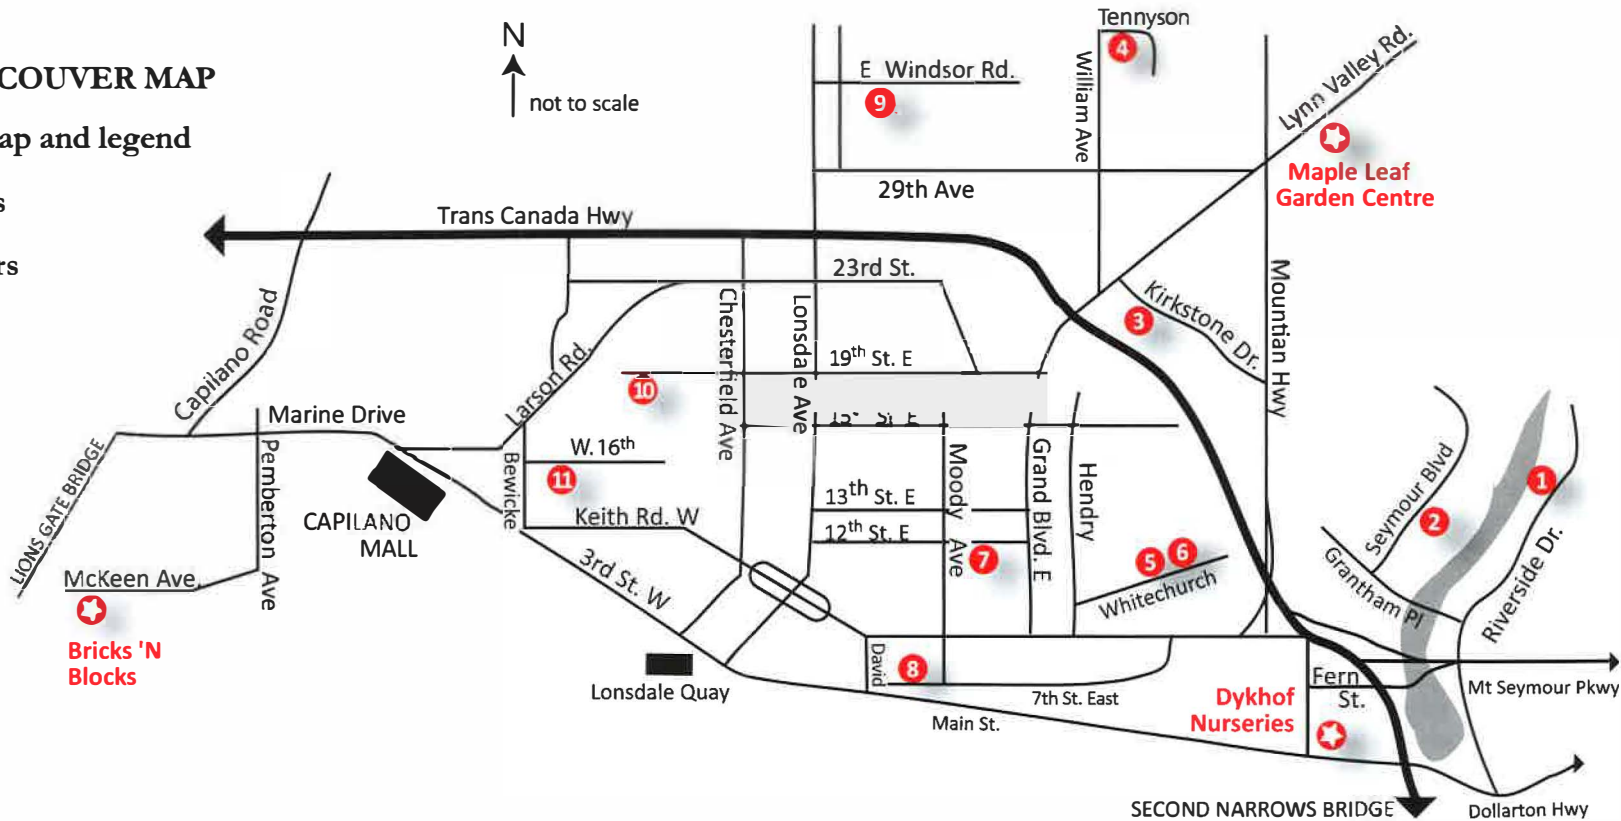 COUVER MAP
ap and legend
s
rs
N
not to scale
Tennyson
4
E Windsor Rd.
9
William Ave
Lynn Valley Rd.
Maple Leaf
Garden Centre
29th Ave
Trans Canada Hwy
23rd St.
Capilano Road
Chesterfield Ave
Lonsdale Ave
Kirkstone Dr.
3
Mountian Hwy
19th St. E
Larson Rd.
10
Marine Drive
LIONS GATE BRIDGE
Pemberton Ave
CAPILANO
MALL
Bewicke
W. 16th
11
Keith Rd. W
13th St. E
12th St. E
Moody Ave
7
Grand Blvd. E
Hendry
5
6
Whitechurch
Seymour Blvd
2
1
Grantham Pl
Riverside Dr.
McKeen Ave.
Bricks 'N
Blocks
3rd St. W
Lonsdale Quay
David
8
7th St. East
Main St.
Dykhof
Nurseries
Fern
St.
Mt Seymour Pkwy
SECOND NARROWS BRIDGE
Dollarton Hwy